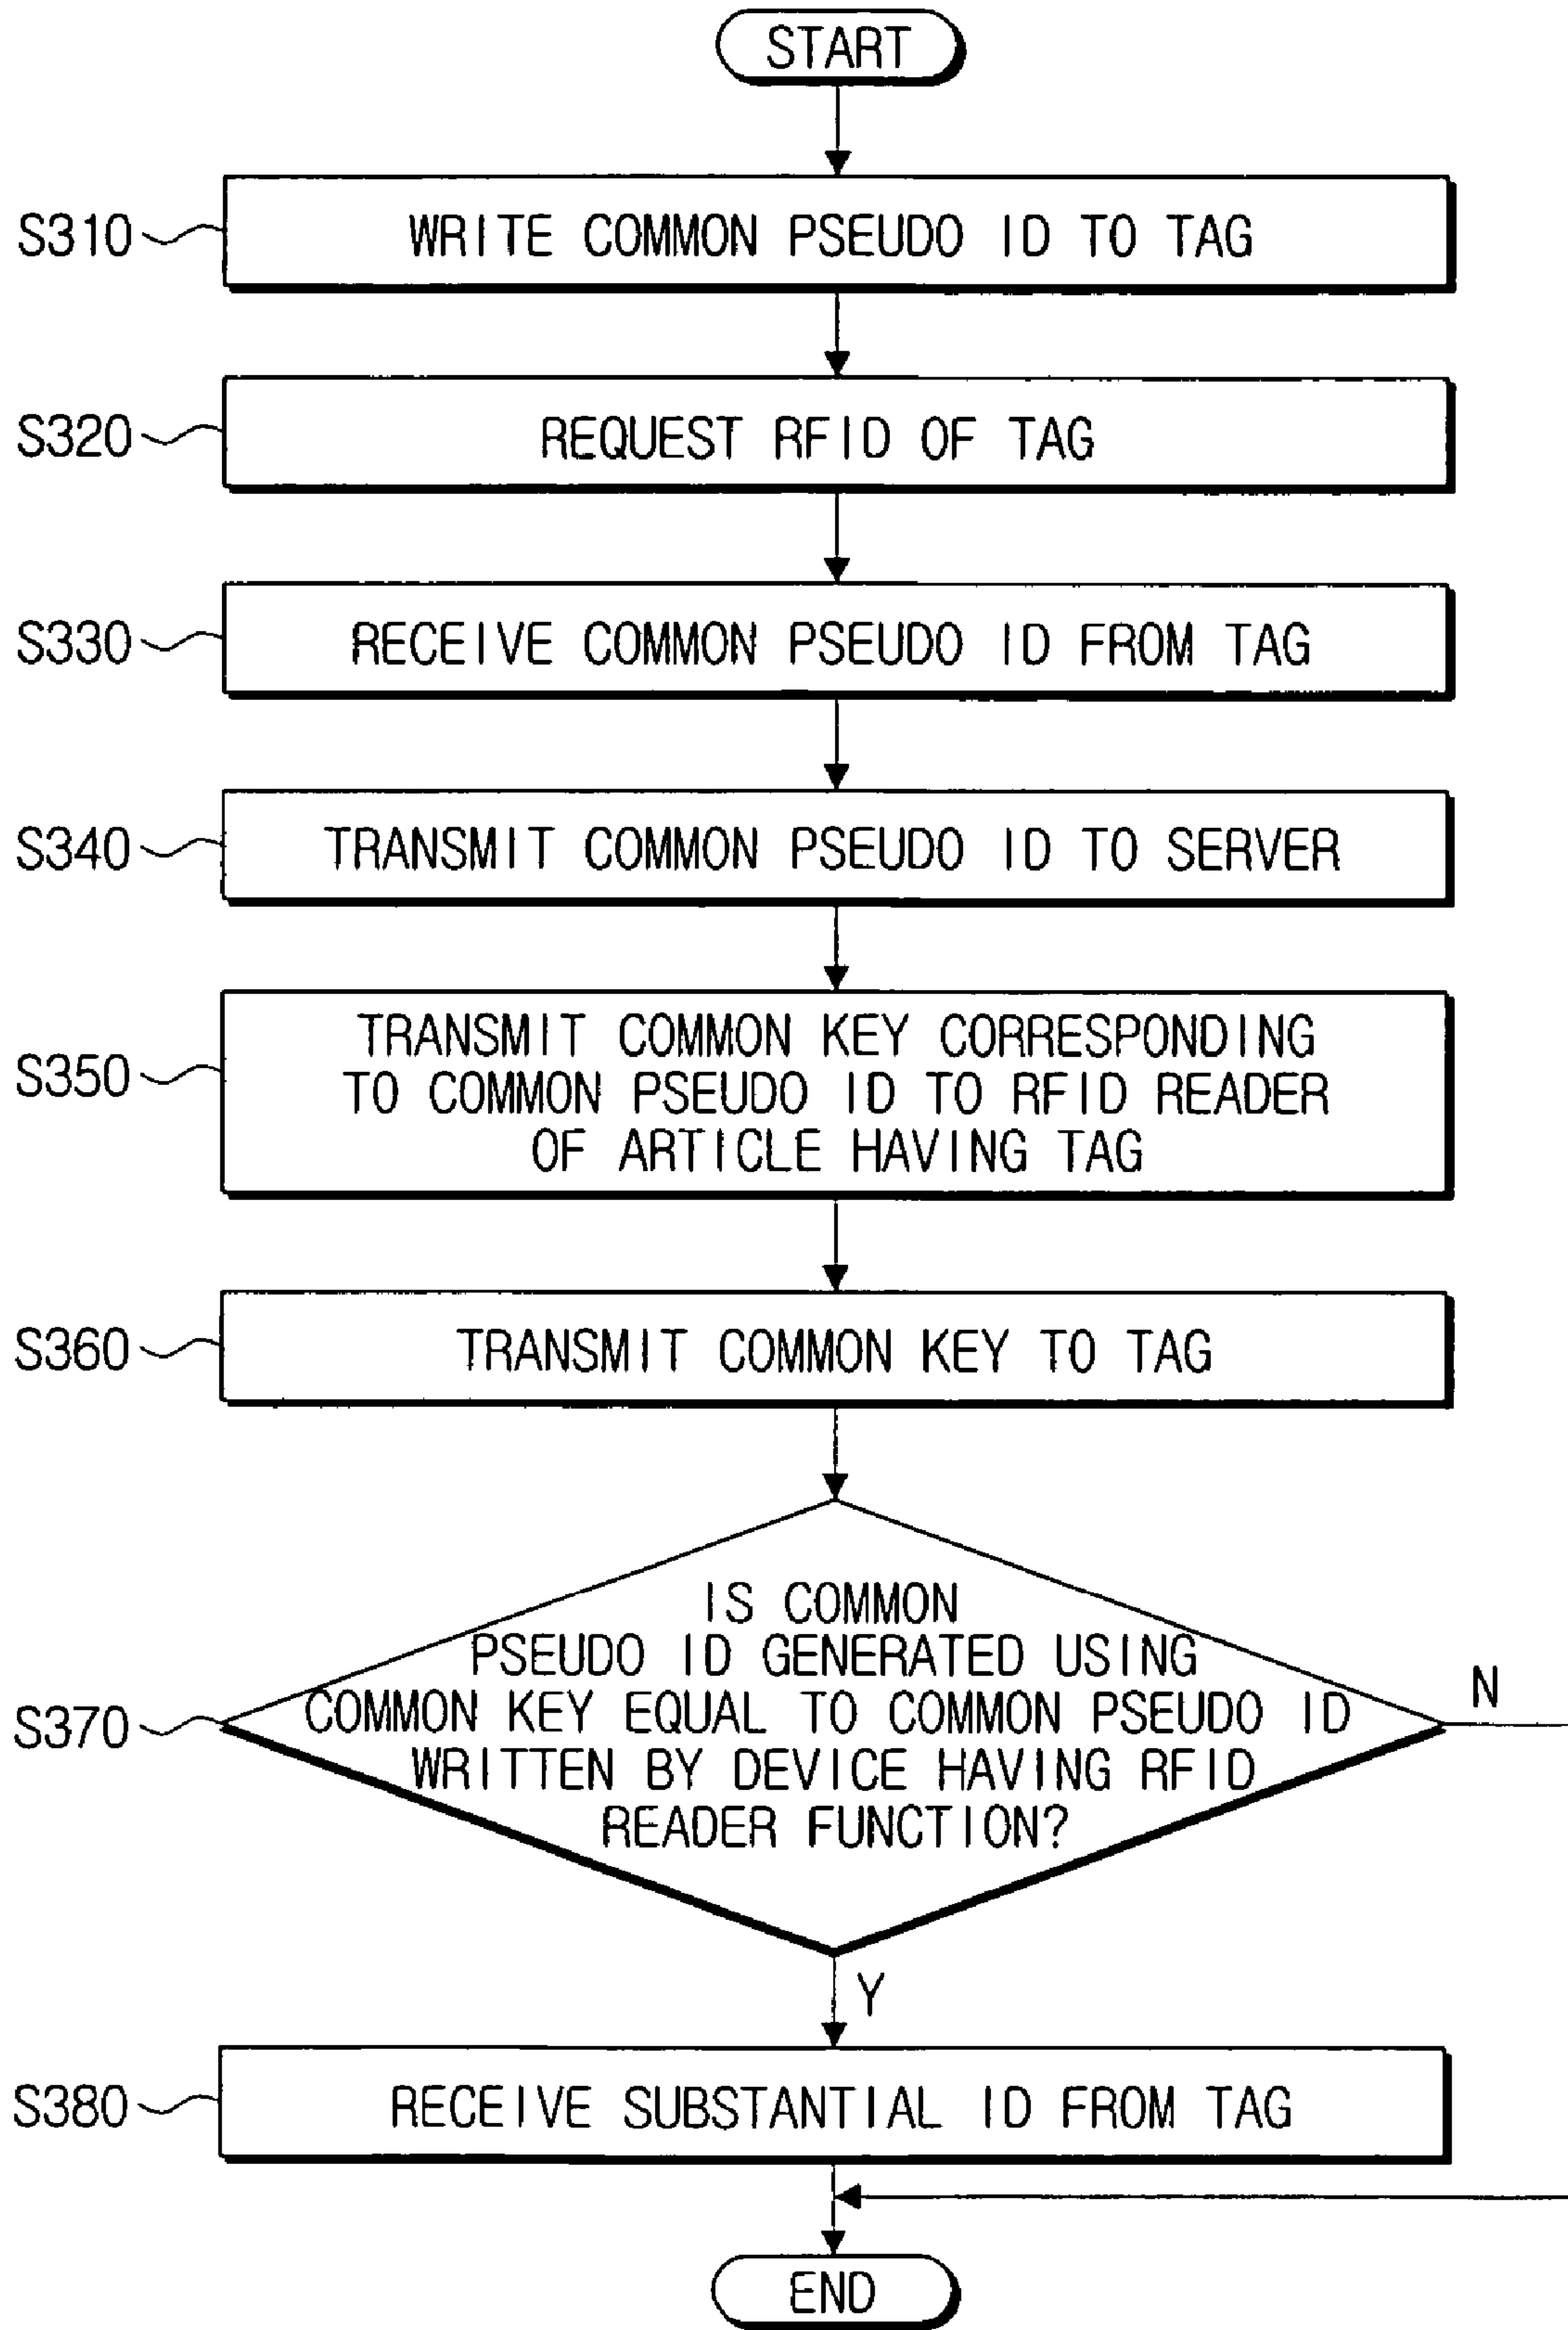 START
S310
WRITE COMMON PSEUDO ID TO TAG
S320
REQUEST RFID OF TAG
S330
RECEIVE COMMON PSEUDO ID FROM TAG
S340
TRANSMIT COMMON PSEUDO ID TO SERVER
S350
TRANSMIT COMMON KEY CORRESPONDING
TO COMMON PSEUDO ID TO RFID READER
OF ARTICLE HAVING TAG
S360
TRANSMIT COMMON KEY TO TAG
S370
IS COMMON
PSEUDO ID GENERATED USING
COMMON KEY EQUAL TO COMMON PSEUDO ID
WRITTEN BY DEVICE HAVING RFID
READER FUNCTION?
N
Y
S380
RECEIVE SUBSTANTIAL ID FROM TAG
END